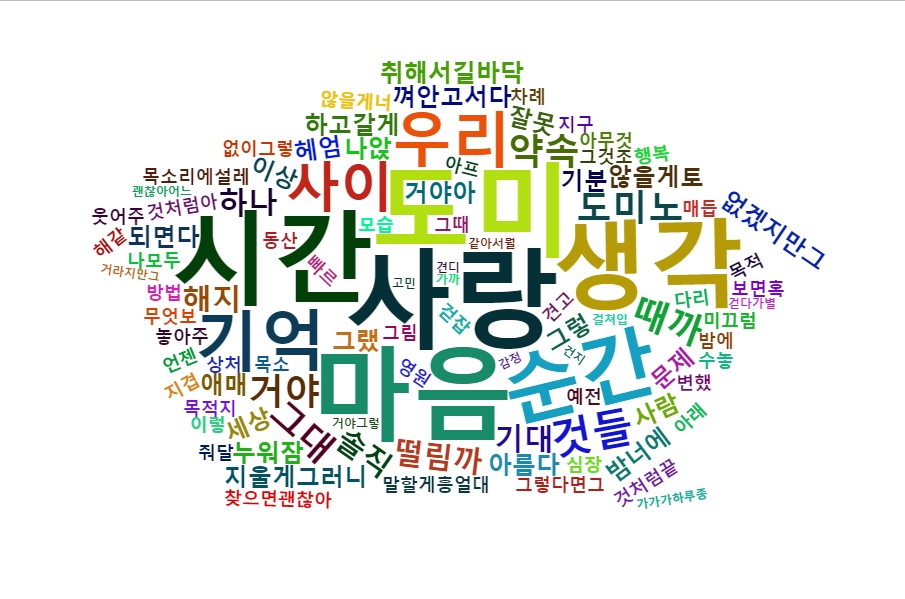 취해서길바닥
않을게너
껴안고서다
차례
하고갈게
우리
잘못
지구
없이그렇
헤엄
나앉
약속
아무것
그것조
행복
목소리에설레
이상
사이
아프
거야아
도미
기분
않을게토
괜찮아어느
웃어주
것처럼아
하나
모습
그때
도미노
매듭
없겠지만그
해같
되면다
시간
동산
같아서뭘
생각
나모두
거라지만그
빠르
사랑
고민
견디
가까
목적
방법
해지
보면혹
걷다가별
무엇보
놓아주
기억
그랬
그림
걷잡
견고
그렇
걸쳐입
때까
다리
미끄럼
밤에
언젠
상처
목소
마음
영원
감정
순간
건지
문제
수놓
변했
지겹
애매
거야
예전
목적지
이렇
세상
그대
거야그렇
솔직
떨림까
기대
것들
사람
아래
줘달
누워잠
지울게그러니
아름다
심장
밤너에
찾으면괜찮아
말할게흥얼대
그렇다면그
것처럼끝
가가가하루종